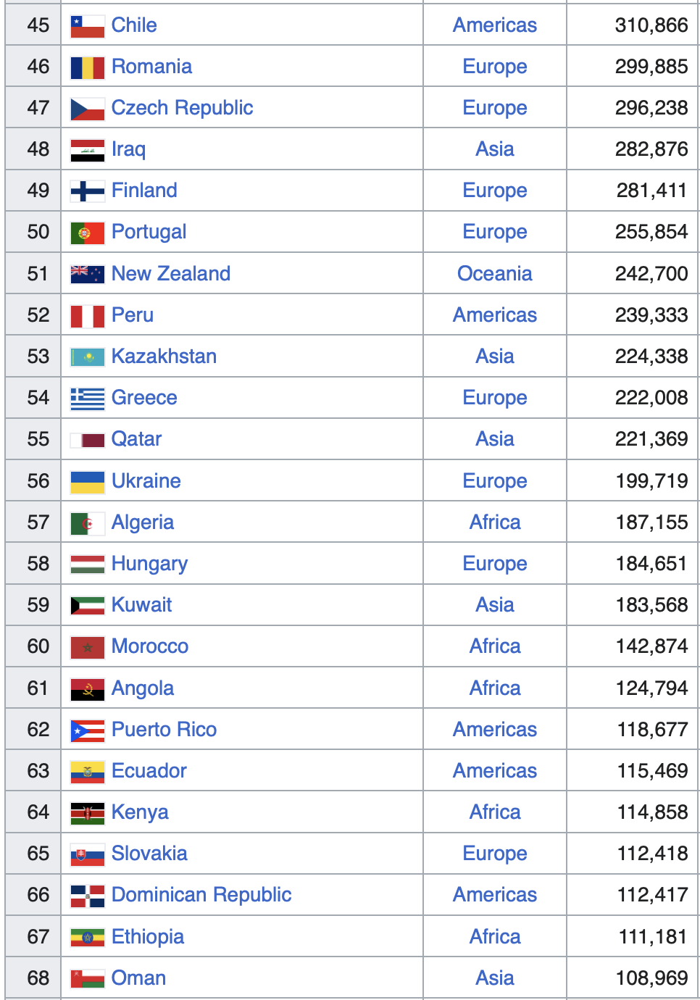 45 Chile Americas 310,866
46 Romania Europe 299,885
47 Czech Republic Europe 296,238
48 Iraq Asia 282,876
49 Finland Europe 281,411
50 Portugal Europe 255,854
51 New Zealand Oceania 242,700
52 Peru Americas 239,333
53 Kazakhstan Asia 224,338
54 Greece Europe 222,008
55 Qatar Asia 221,369
56 Ukraine Europe 199,719
57 Algeria Africa 187,155
58 Hungary Europe 184,651
59 Kuwait Asia 183,568
60 Morocco Africa 142,874
61 Angola Africa 124,794
62 Puerto Rico Americas 118,677
63 Ecuador Americas 115,469
64 Kenya Africa 114,858
65 Slovakia Europe 112,418
66 Dominican Republic Americas 112,417
67 Ethiopia Africa 111,181
68 Oman Asia 108,969